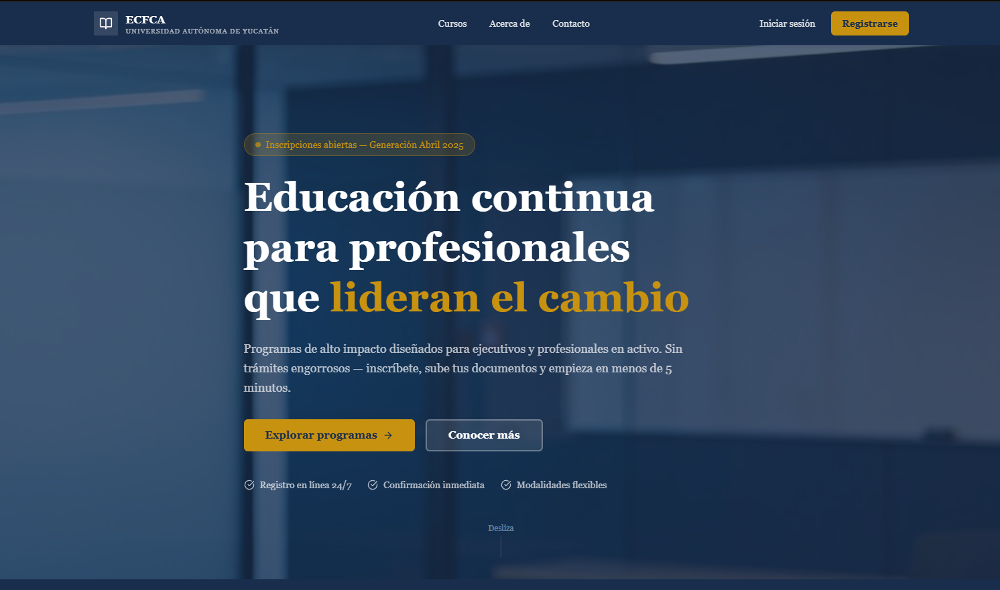 ECFCA
UNIVERSIDAD AUTÓNOMA DE YUCATÁN
Cursos
Acerca de
Contacto
Iniciar sesión
Registrarse
Inscripciones abiertas — Generación Abril 2025
Educación continua
para profesionales
que lideran el cambio
Programas de alto impacto diseñados para ejecutivos y profesionales en activo. Sin
trámites engorrosos — inscríbete, sube tus documentos y empieza en menos de 5
minutos.
Explorar programas →
Conocer más
Registro en línea 24/7
Confirmación inmediata
Modalidades flexibles
Desliza